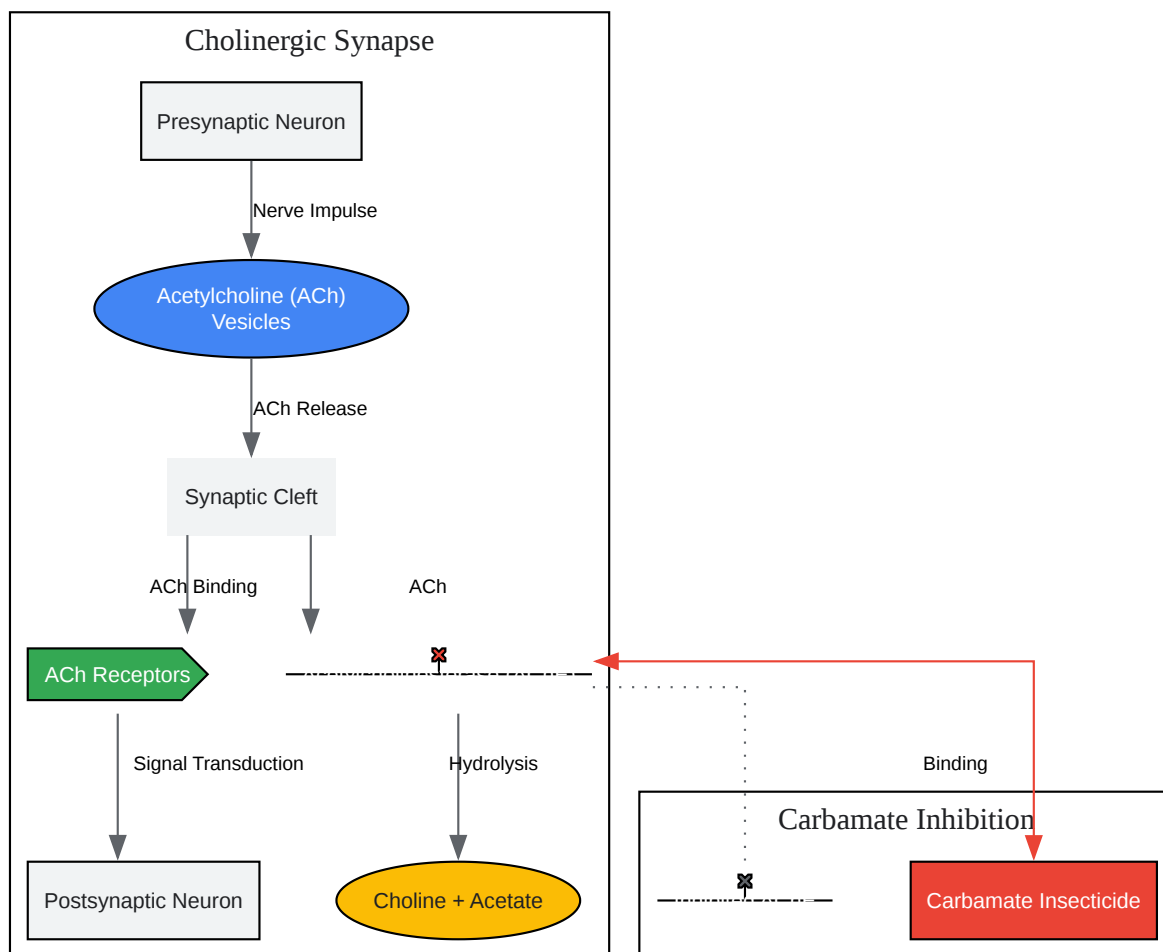 Cholinergic Synapse
Presynaptic Neuron
Nerve Impulse
Acetylcholine (ACh)
Vesicles
ACh Release
Synaptic Cleft
ACh Binding
ACh
ACh Receptors
Signal Transduction
Hydrolysis
Binding
Carbamate Inhibition
Postsynaptic Neuron
Choline + Acetate
Carbamate Insecticide